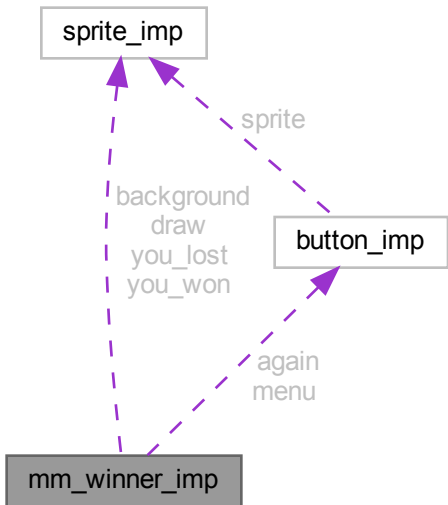 sprite_imp
sprite
background
draw
you_lost
you_won
button_imp
again
menu
mm_winner_imp